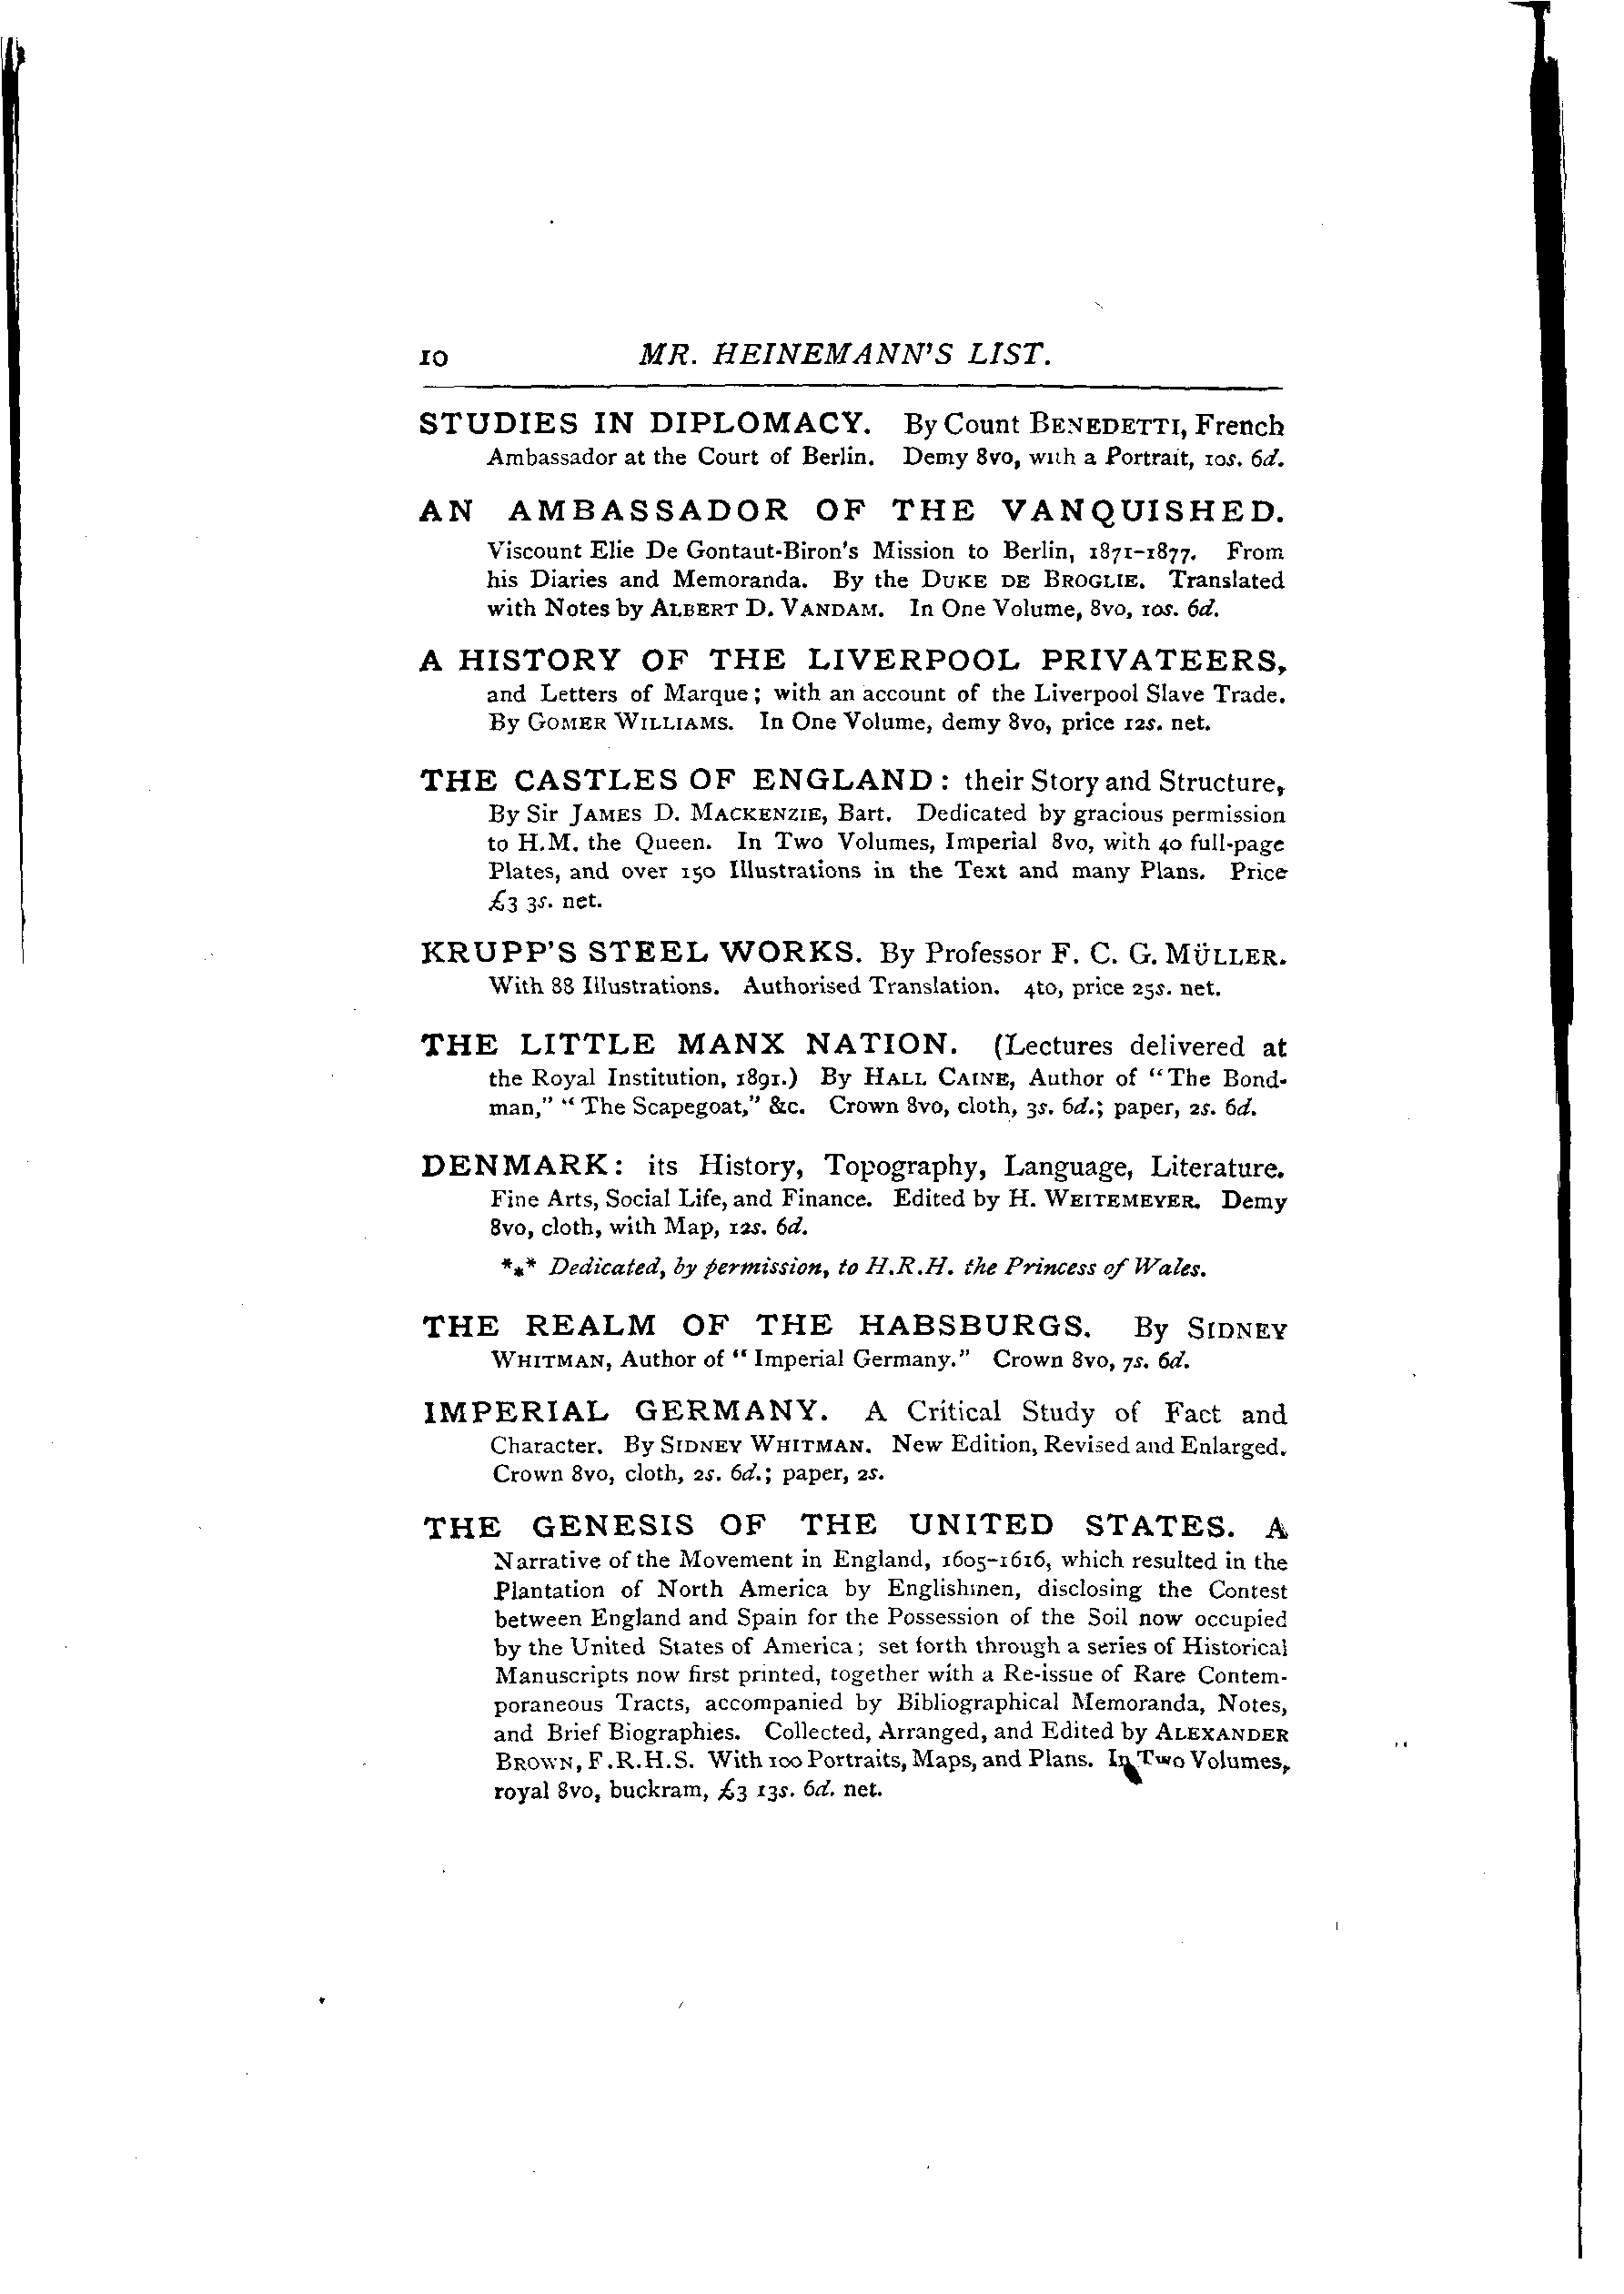 10 MR. HEINEMANN'S LIST.
STUDIES IN DIPLOMACY. By Count BENEDETTI, French
Ambassador at the Court of Berlin. Demy 8vo, with a Portrait, 10s. 6d.
AN AMBASSADOR OF THE VANQUISHED.
Viscount Elie De Gontaut-Biron's Mission to Berlin, 1871-1877. From
his Diaries and Memoranda. By the DUKE DE BROGLIE. Translated
with Notes by ALBERT D. VANDAM. In One Volume, 8vo, 10s. 6d.
A HISTORY OF THE LIVERPOOL PRIVATEERS,
and Letters of Marque; with an account of the Liverpool Slave Trade.
By GOMER WILLIAMS. In One Volume, demy 8vo, price 12s. net.
THE CASTLES OF ENGLAND: their Story and Structure,
By Sir JAMES D. MACKENZIE, Bart. Dedicated by gracious permission
to H.M. the Queen. In Two Volumes, Imperial 8vo, with 40 full-page
Plates, and over 150 Illustrations in the Text and many Plans. Price
£3 3s. net.
KRUPP'S STEEL WORKS. By Professor F. C. G. MÜLLER.
With 88 Illustrations. Authorised Translation. 4to, price 25s. net.
THE LITTLE MANX NATION. (Lectures delivered at
the Royal Institution, 1891.) By HALL CAINE, Author of "The Bond-
man," "The Scapegoat," &c. Crown 8vo, cloth, 3s. 6d.; paper, 2s. 6d.
DENMARK: its History, Topography, Language, Literature.
Fine Arts, Social Life, and Finance. Edited by H. WEITEMEYER. Demy
8vo, cloth, with Map, 12s. 6d.
*** Dedicated, by permission, to H.R.H. the Princess of Wales.
THE REALM OF THE HABSBURGS. By SIDNEY
WHITMAN, Author of "Imperial Germany." Crown 8vo, 7s. 6d.
IMPERIAL GERMANY. A Critical Study of Fact and
Character. By SIDNEY WHITMAN. New Edition, Revised and Enlarged.
Crown 8vo, cloth, 2s. 6d.; paper, 2s.
THE GENESIS OF THE UNITED STATES. A
Narrative of the Movement in England, 1605-1616, which resulted in the
Plantation of North America by Englishmen, disclosing the Contest
between England and Spain for the Possession of the Soil now occupied
by the United States of America; set forth through a series of Historical
Manuscripts now first printed, together with a Re-issue of Rare Contem-
poraneous Tracts, accompanied by Bibliographical Memoranda, Notes,
and Brief Biographies. Collected, Arranged, and Edited by ALEXANDER
BROWN, F.R.H.S. With 100 Portraits, Maps, and Plans. In Two Volumes,
royal 8vo, buckram, £3 13s. 6d. net.